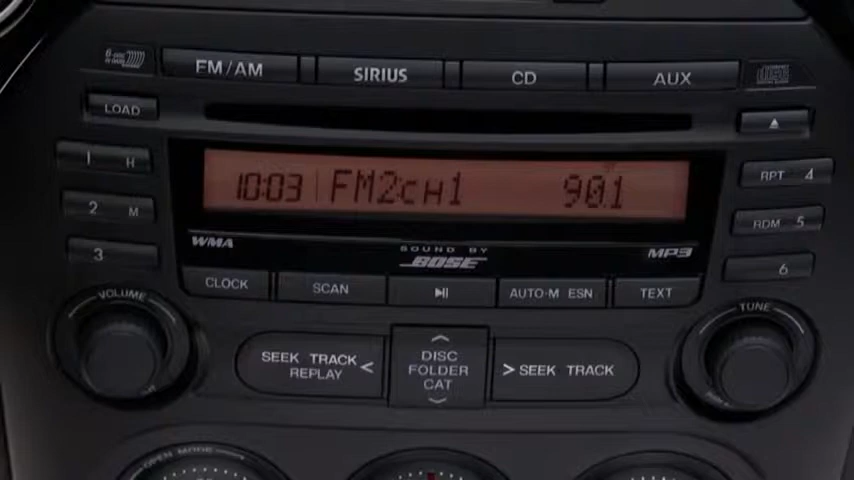 FM/AM
SIRIUS
CD
AUX
LOAD
1 H
RPT 4
10:03 FM2CH1 90.1
2 M
RDM 5
WMA
SOUND BY
BOSE
MP3
3
6
CLOCK
SCAN
AUTO-M ESN
TEXT
VOLUME
TUNE
SEEK TRACK
REPLAY <
DISC
FOLDER
CAT
> SEEK TRACK
OPEN MODE